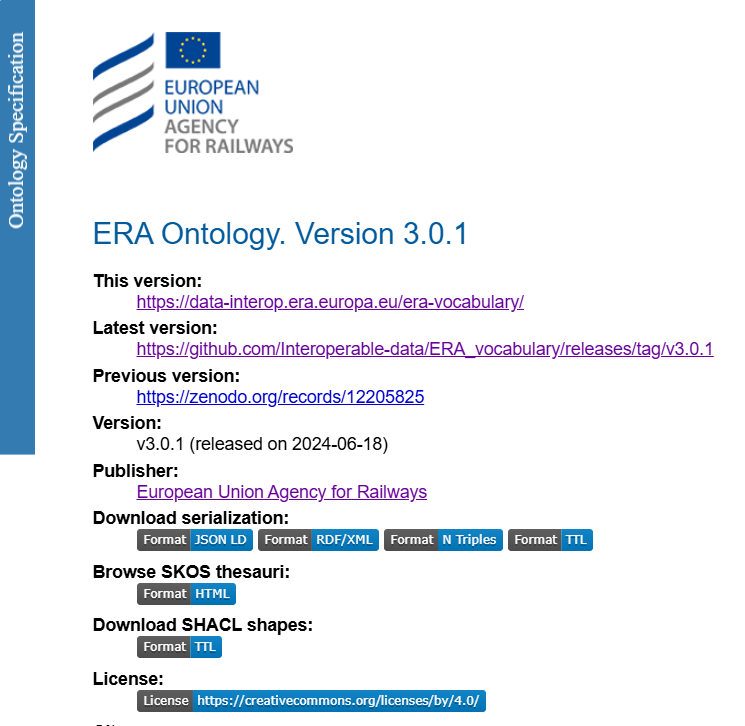 Ontology Specification
EUROPEAN
UNION
AGENCY
FOR RAILWAYS
ERA Ontology. Version 3.0.1
This version:
https://data-interop.era.europa.eu/era-vocabulary/
Latest version:
https://github.com/Interoperable-data/ERA_vocabulary/releases/tag/v3.0.1
Previous version:
https://zenodo.org/records/12205825
Version:
v3.0.1 (released on 2024-06-18)
Publisher:
European Union Agency for Railways
Download serialization:
Format JSON LD Format RDF/XML Format N Triples Format TTL
Browse SKOS thesauri:
Format HTML
Download SHACL shapes:
Format TTL
License:
License https://creativecommons.org/licenses/by/4.0/